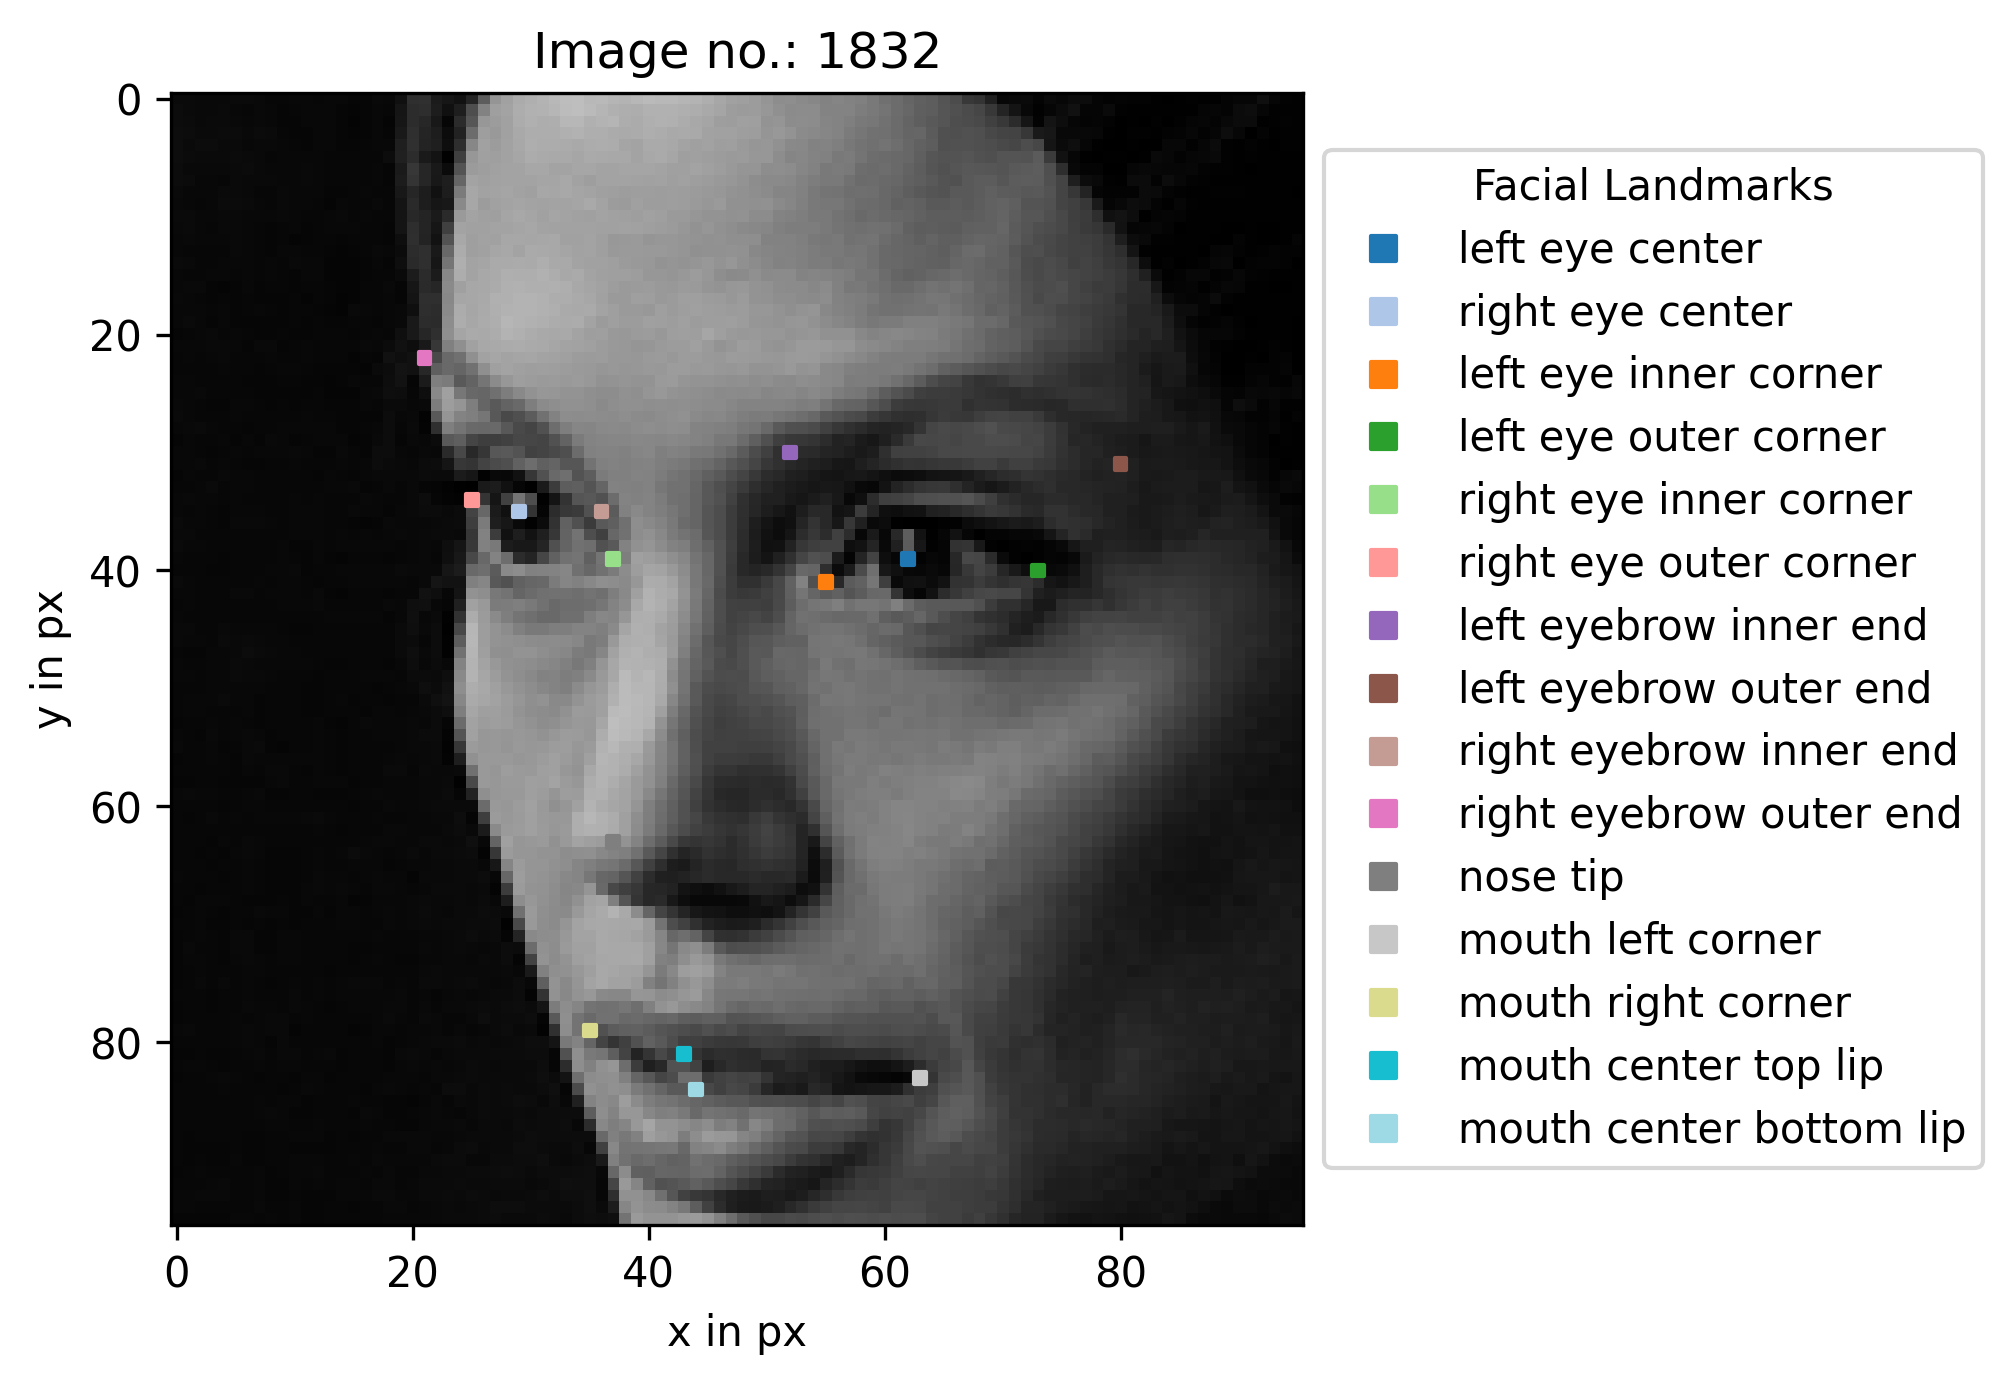 Image no.: 1832
0
20
40
60
80
y in px
0 20 40 60 80
x in px
Facial Landmarks
left eye center
right eye center
left eye inner corner
left eye outer corner
right eye inner corner
right eye outer corner
left eyebrow inner end
left eyebrow outer end
right eyebrow inner end
right eyebrow outer end
nose tip
mouth left corner
mouth right corner
mouth center top lip
mouth center bottom lip